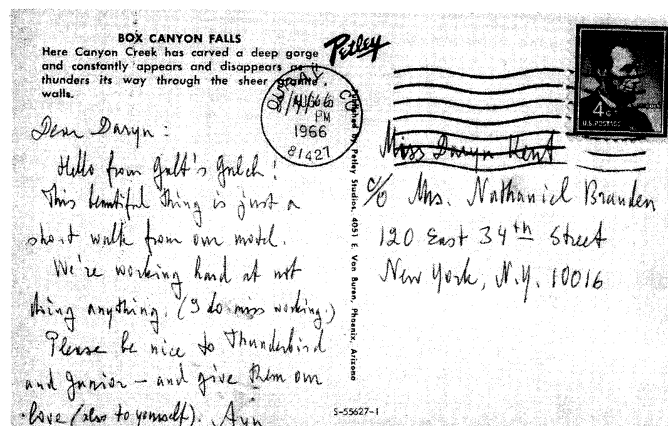 BOX CANYON FALLS
Here Canyon Creek has carved a deep gorge
and constantly appears and disappears as it
thunders its way through the sheer granite
walls.
Petley
OURAY CO
PM
1966
81427
4¢
U.S. POSTAGE
Dear Daryn:
Hello from Galt's Gulch!
This beautiful thing is just a
short walk from our motel.
We're working hard at not
doing anything. (I do miss working.)
Please be nice to Thunderbird
and Junior – and give them our
love (also to yourself). Ayn
Published by Petley Studios, 4051 E. Van Buren, Phoenix, Arizona
Miss Daryn Kent
c/o Mrs. Nathaniel Branden
120 East 34th Street
New York, N.Y. 10016
S-55627-1